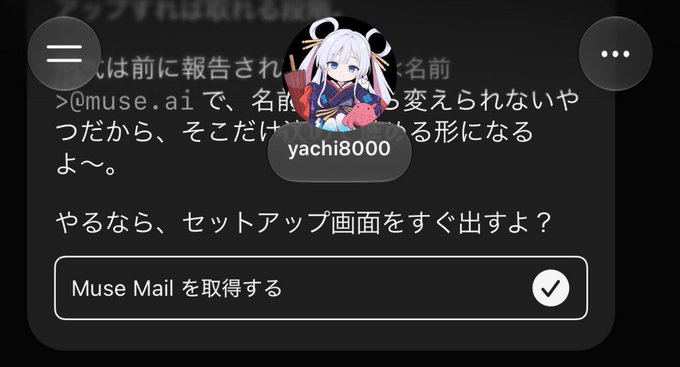 アップすれば取れる段階。
は前に報告され
は名前
>@muse.ai で、名前
ら変えられないや
つだから、そこだけ
める形になる
よ〜。
yachi8000
やるなら、セットアップ画面をすぐ出すよ？
Muse Mail を取得する